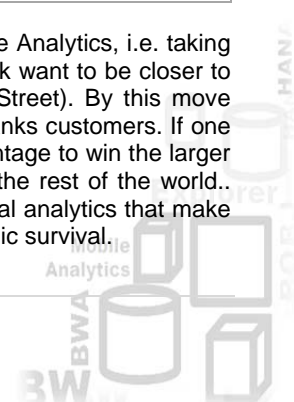 e Analytics, i.e. taking
k want to be closer to
Street). By this move
nks customers. If one
ntage to win the larger
the rest of the world..
al analytics that make
ic survival.
HANA
Explorer
Mobile
Analytics
BWA
BW